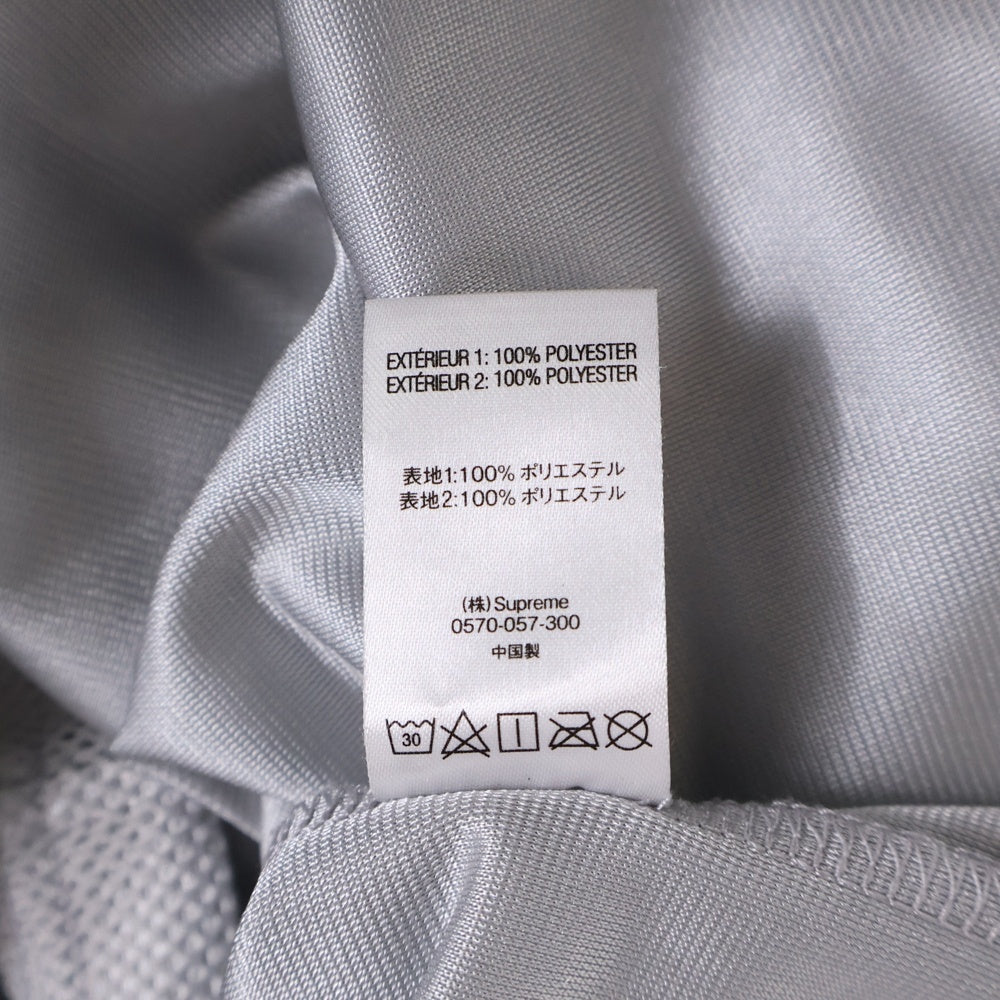 EXTÉRIEUR 1: 100% POLYESTER
EXTÉRIEUR 2: 100% POLYESTER
表地1:100% ポリエステル
表地2:100% ポリエステル
(株)Supreme
0570-057-300
中国製
30